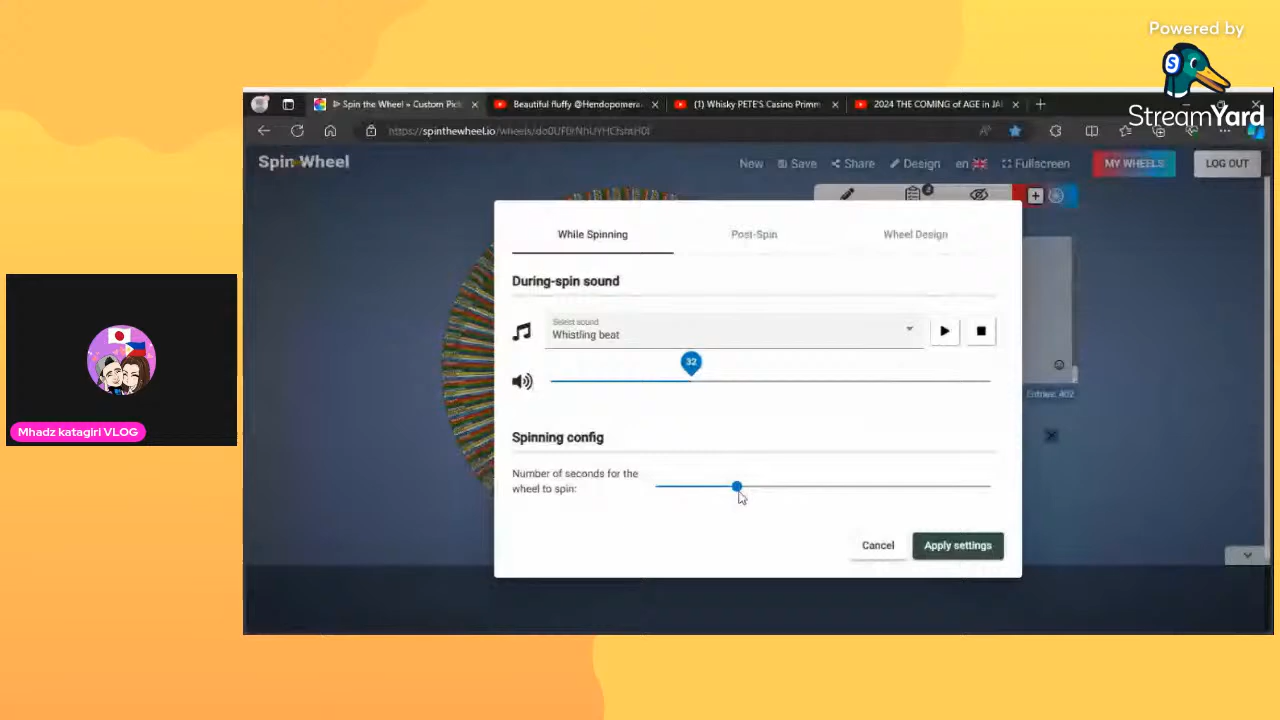 Powered by
StreamYard
Spin the Wheel » Custom Pick
Beautiful fluffy @Hendopomera
(1) Whisky PETE'S Casino Primm
2024 THE COMING of AGE in JA
Spin Wheel
New
Save
Share
Design
en
Fullscreen
MY WHEELS
LOG OUT
While Spinning
Post-Spin
Wheel Design
During-spin sound
Select sound
Whistling beat
32
Spinning config
Number of seconds for the
wheel to spin:
Cancel
Apply settings
Entries: 402
Mhadz katagiri VLOG